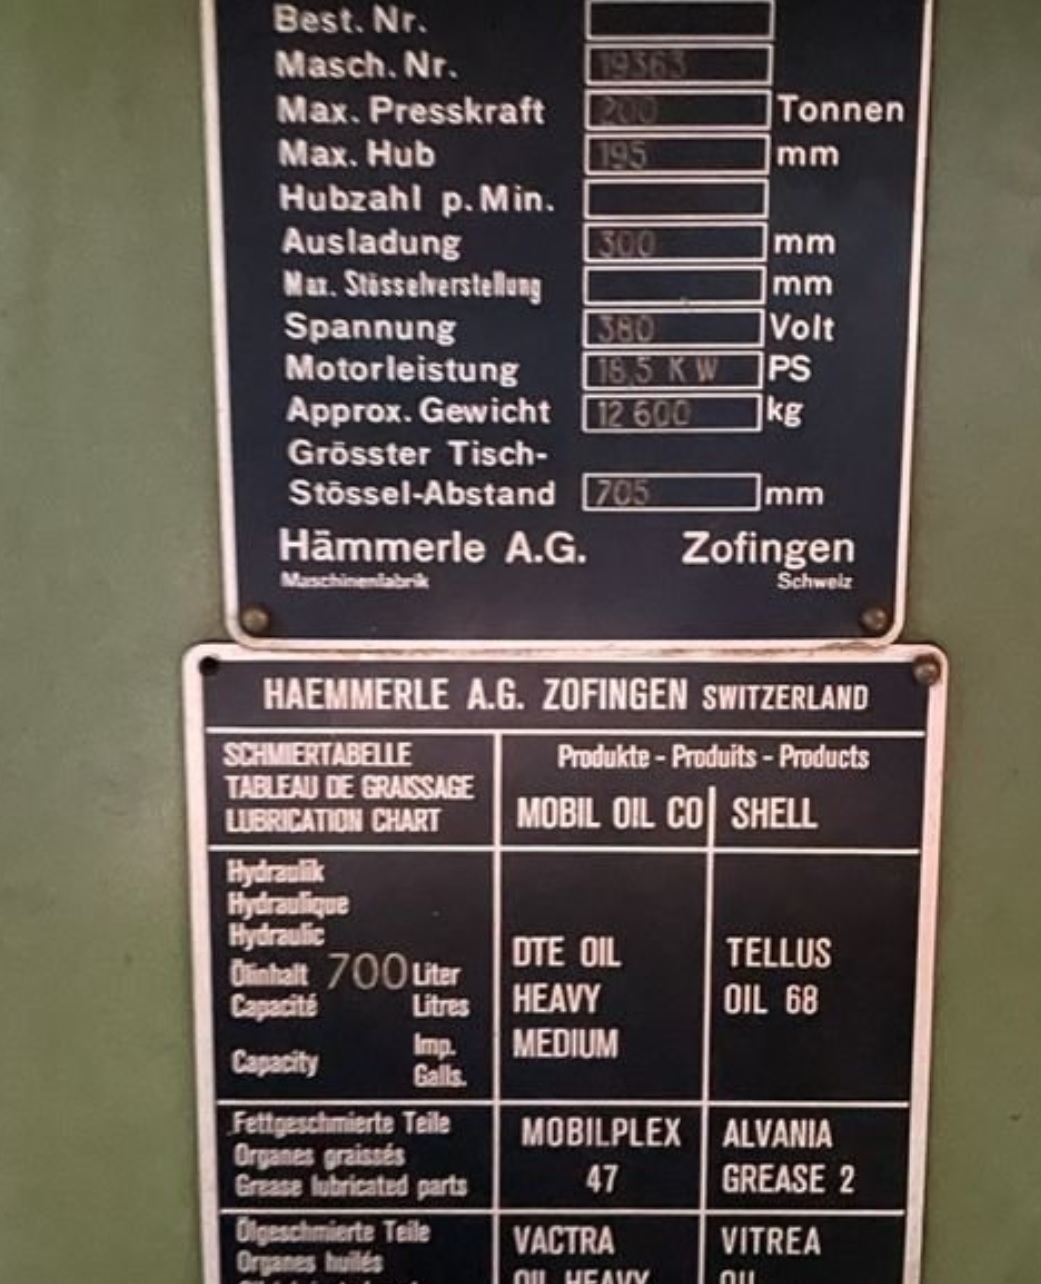 Best. Nr.
Masch. Nr. 19363
Max. Presskraft 200 Tonnen
Max. Hub 195 mm
Hubzahl p. Min.
Ausladung 300 mm
Max. Stösselverstellung mm
Spannung 380 Volt
Motorleistung 18,5 KW PS
Approx. Gewicht 12 600 kg
Grösster Tisch-
Stössel-Abstand 705 mm
Hämmerle A.G. Zofingen
Maschinenfabrik Schweiz
HAEMMERLE A.G. ZOFINGEN SWITZERLAND
SCHMIERTABELLE
TABLEAU DE GRAISSAGE
LUBRICATION CHART
Produkte - Produits - Products
MOBIL OIL CO SHELL
Hydraulik
Hydraulique
Hydraulic
Ölinhalt 700 Liter
Capacité Litres
Capacity Imp.
Galls.
DTE OIL
HEAVY
MEDIUM
TELLUS
OIL 68
Fettgeschmierte Teile
Organes graissés
Grease lubricated parts
MOBILPLEX
47
ALVANIA
GREASE 2
Ölgeschmierte Teile
Organes huilés
VACTRA
OIL HEAVY
VITREA
OIL